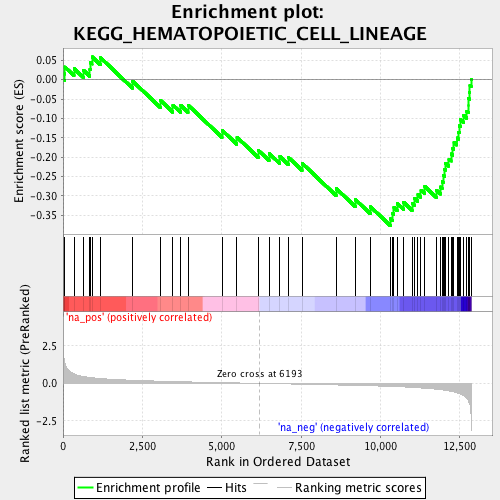 Enrichment plot:
KEGG_HEMATOPOIETIC_CELL_LINEAGE
Enrichment score (ES)
0.05
0.00
-0.05
-0.10
-0.15
-0.20
-0.25
-0.30
-0.35
'na_pos' (positively correlated)
Ranked list metric (PreRanked)
2.5
0.0
-2.5
Zero cross at 6193
'na_neg' (negatively correlated)
0
2,500
5,000
7,500
10,000
12,500
Rank in Ordered Dataset
Enrichment profile
Hits
Ranking metric scores